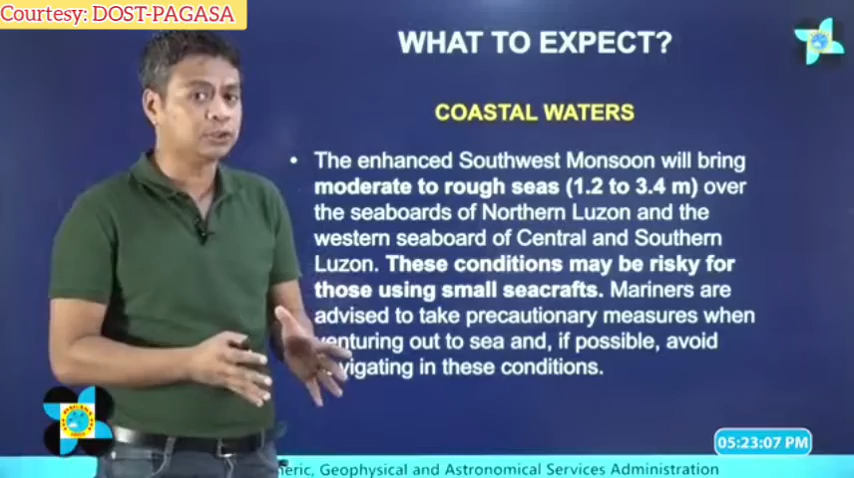 Courtesy: DOST-PAGASA
WHAT TO EXPECT?
COASTAL WATERS
• The enhanced Southwest Monsoon will bring
moderate to rough seas (1.2 to 3.4 m) over
the seaboards of Northern Luzon and the
western seaboard of Central and Southern
Luzon. These conditions may be risky for
those using small seacrafts. Mariners are
advised to take precautionary measures when
venturing out to sea and, if possible, avoid
vigating in these conditions.
05:23:07 PM
eric, Geophysical and Astronomical Services Administration